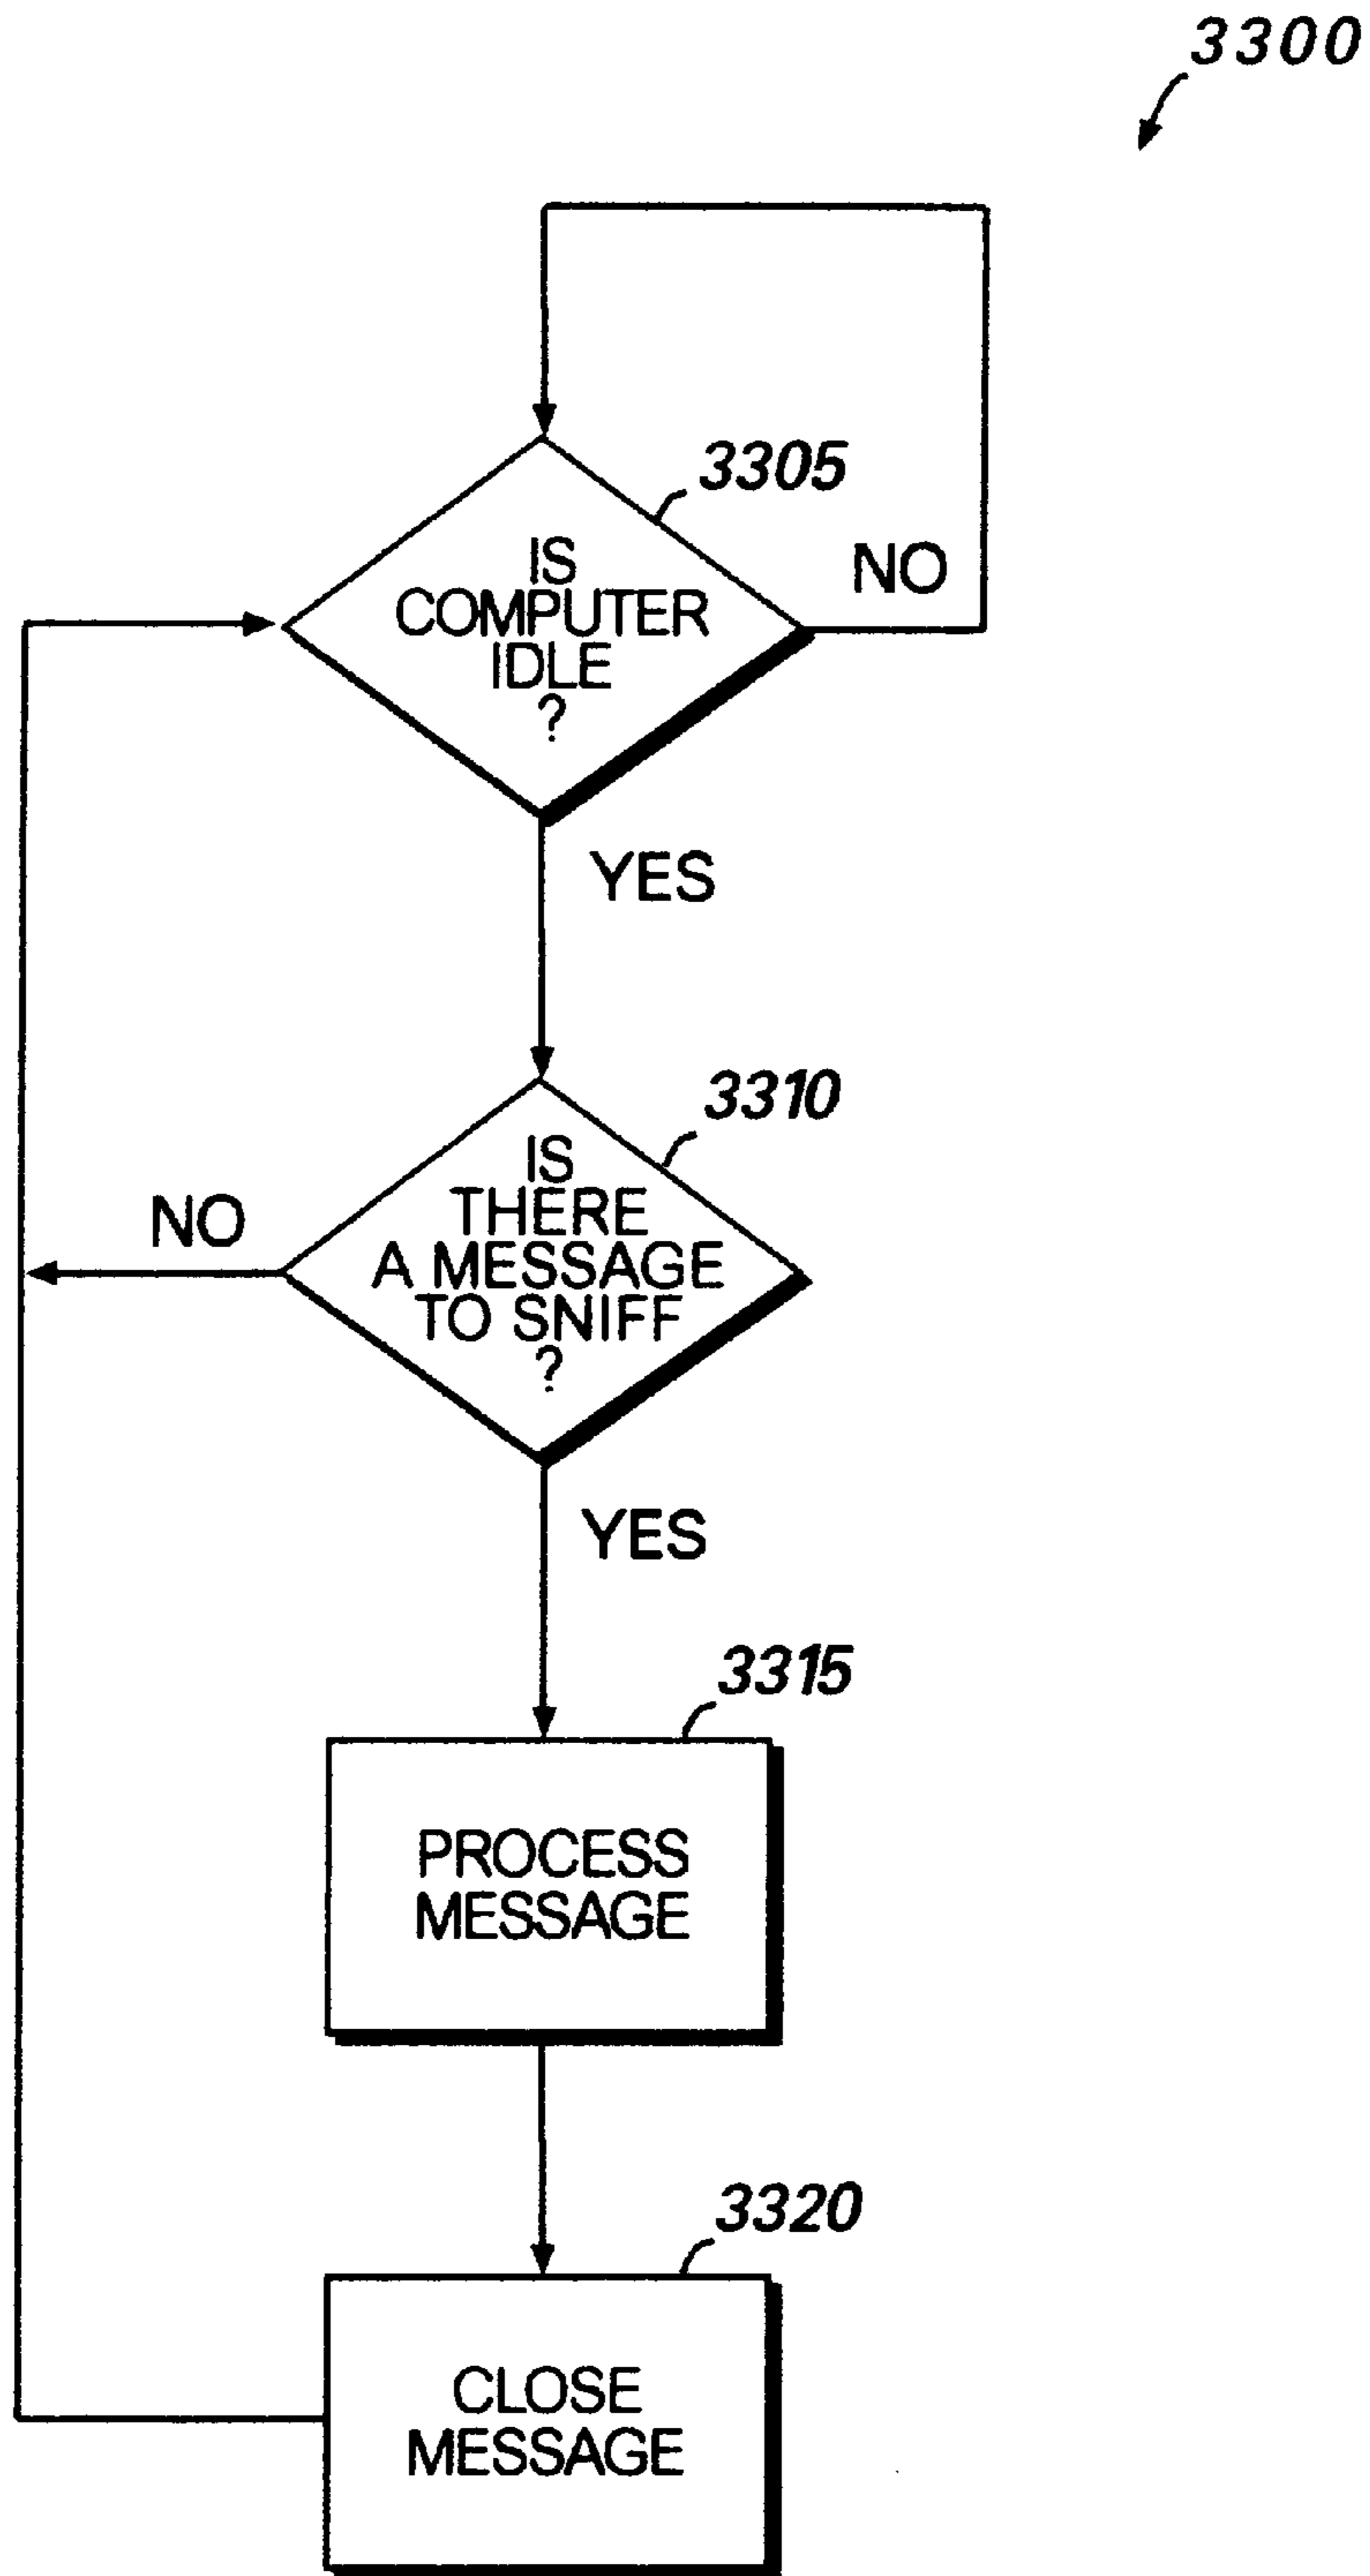 3300
3305
IS
COMPUTER
IDLE
?
NO
YES
3310
IS
THERE
A MESSAGE
TO SNIFF
?
NO
YES
3315
PROCESS
MESSAGE
3320
CLOSE
MESSAGE